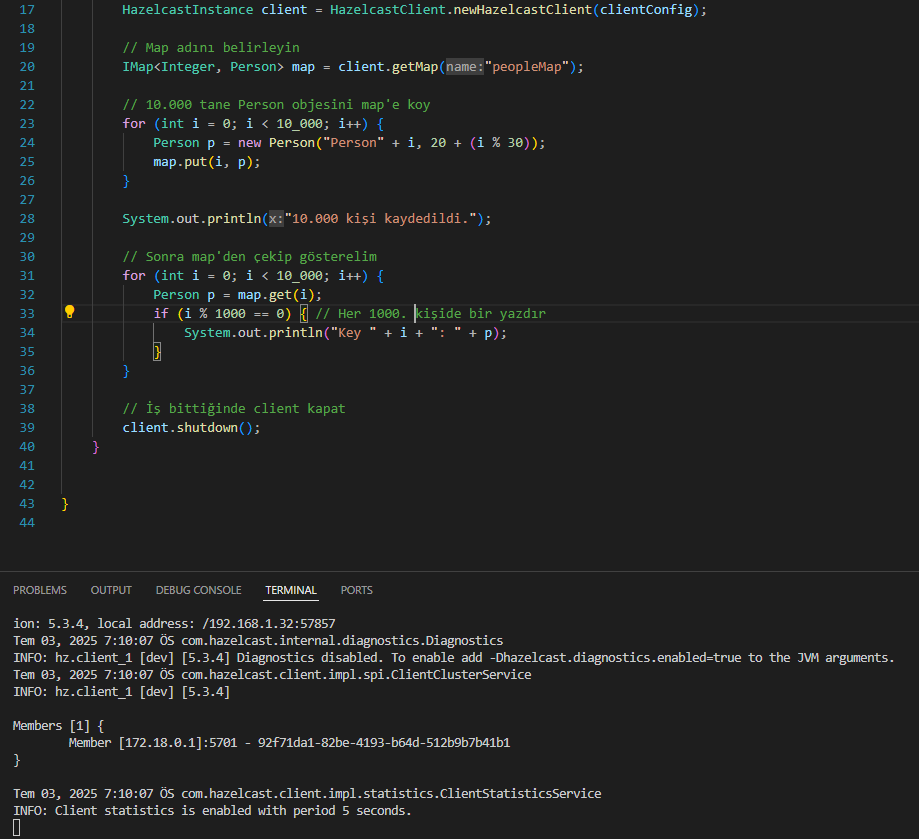 17 HazelcastInstance client = HazelcastClient.newHazelcastClient(clientConfig);
18
19 // Map adını belirleyin
20 IMap<Integer, Person> map = client.getMap(name:"peopleMap");
21
22 // 10.000 tane Person objesini map'e koy
23 for (int i = 0; i < 10_000; i++) {
24 Person p = new Person("Person" + i, 20 + (i % 30));
25 map.put(i, p);
26 }
27
28 System.out.println(x:"10.000 kişi kaydedildi.");
29
30 // Sonra map'den çekip gösterelim
31 for (int i = 0; i < 10_000; i++) {
32 Person p = map.get(i);
33 if (i % 1000 == 0) { // Her 1000. kişide bir yazdır
34 System.out.println("Key " + i + ": " + p);
35 }
36 }
37
38 // İş bittiğinde client kapat
39 client.shutdown();
40 }
41
42
43 }
44
PROBLEMS OUTPUT DEBUG CONSOLE TERMINAL PORTS
ion: 5.3.4, local address: /192.168.1.32:57857
Tem 03, 2025 7:10:07 ÖS com.hazelcast.internal.diagnostics.Diagnostics
INFO: hz.client_1 [dev] [5.3.4] Diagnostics disabled. To enable add -Dhazelcast.diagnostics.enabled=true to the JVM arguments.
Tem 03, 2025 7:10:07 ÖS com.hazelcast.client.impl.spi.ClientClusterService
INFO: hz.client_1 [dev] [5.3.4]

Members [1] {
Member [172.18.0.1]:5701 - 92f71da1-82be-4193-b64d-512b9b7b41b1
}

Tem 03, 2025 7:10:07 ÖS com.hazelcast.client.impl.statistics.ClientStatisticsService
INFO: Client statistics is enabled with period 5 seconds.